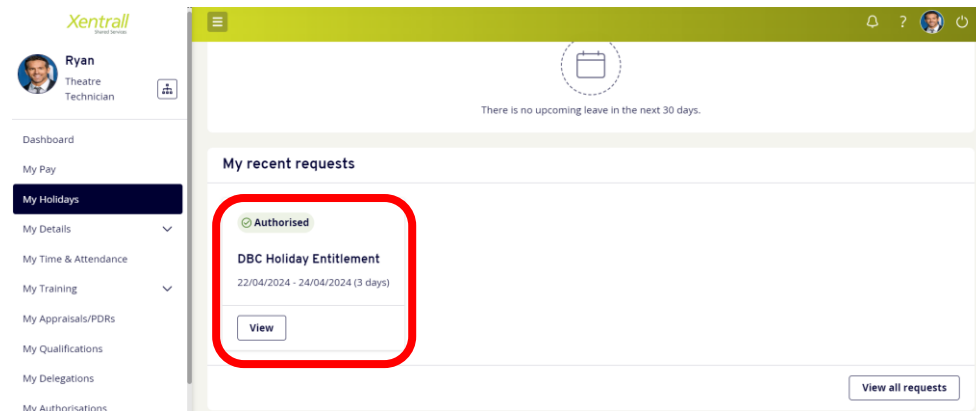 Xentrall
Shared Services
Ryan
Theatre
Technician
Dashboard
My Pay
My Holidays
My Details
My Time & Attendance
My Training
My Appraisals/PDRs
My Qualifications
My Delegations
My Authorisations
?
There is no upcoming leave in the next 30 days.
My recent requests
Authorised
DBC Holiday Entitlement
22/04/2024 - 24/04/2024 (3 days)
View
View all requests